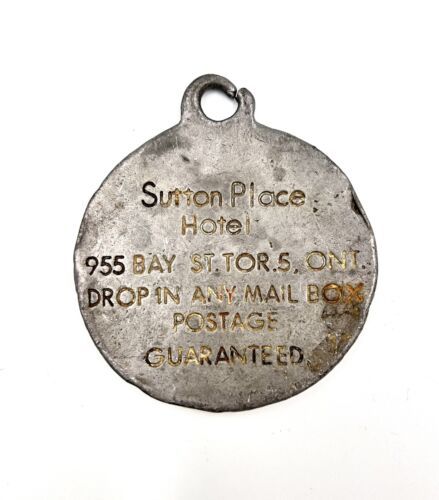 Sutton Place
Hotel
955 BAY ST. TOR. 5, ONT.
DROP IN ANY MAIL BOX
POSTAGE
GUARANTEED